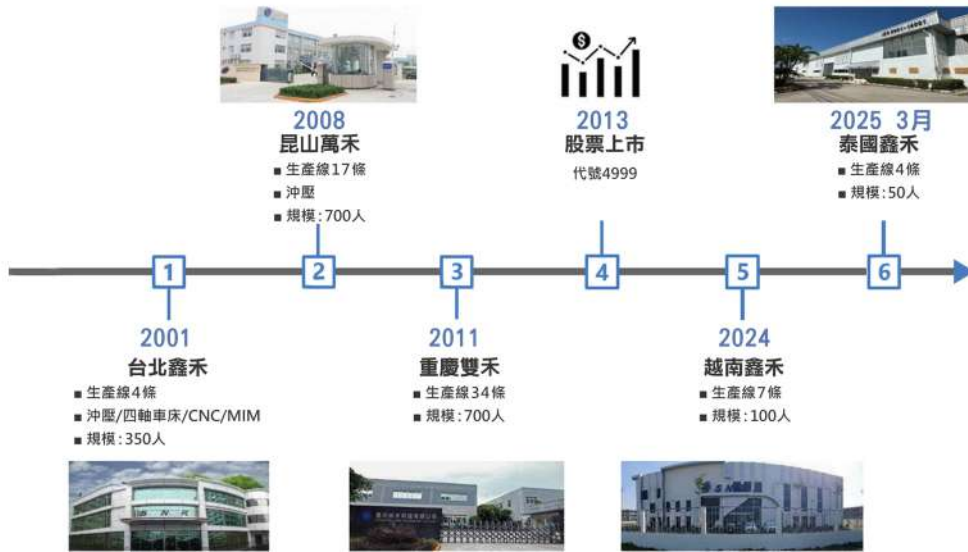 2008
昆山萬禾
■ 生產線17條
■ 沖壓
■ 規模:700人
2013
股票上市
代號4999
2025 3月
泰國鑫禾
■ 生產線4條
■ 規模:50人
1
2
3
4
5
6
2001
台北鑫禾
■ 生產線4條
■ 沖壓/四軸車床/CNC/MIM
■ 規模:350人
2011
重慶雙禾
■ 生產線34條
■ 規模:700人
2024
越南鑫禾
■ 生產線7條
■ 規模:100人